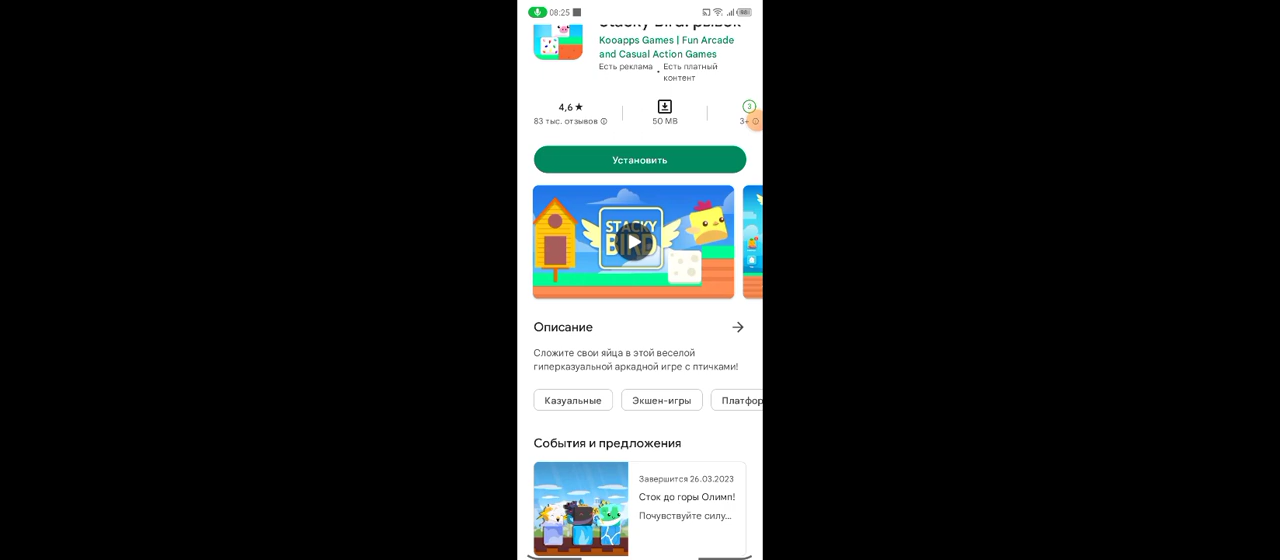 08:25
Kooapps Games | Fun Arcade
and Casual Action Games
Есть реклама • Есть платный
контент
4,6 ★
83 тыс. отзывов
50 MB
3
3+
Установить
STACKY
BIRD
Описание
Сложите свои яйца в этой веселой
гиперказуальной аркадной игре с птичками!
Казуальные
Экшен-игры
Платфор
События и предложения
Завершится 26.03.2023
Сток до горы Олимп!
Почувствуйте силу...